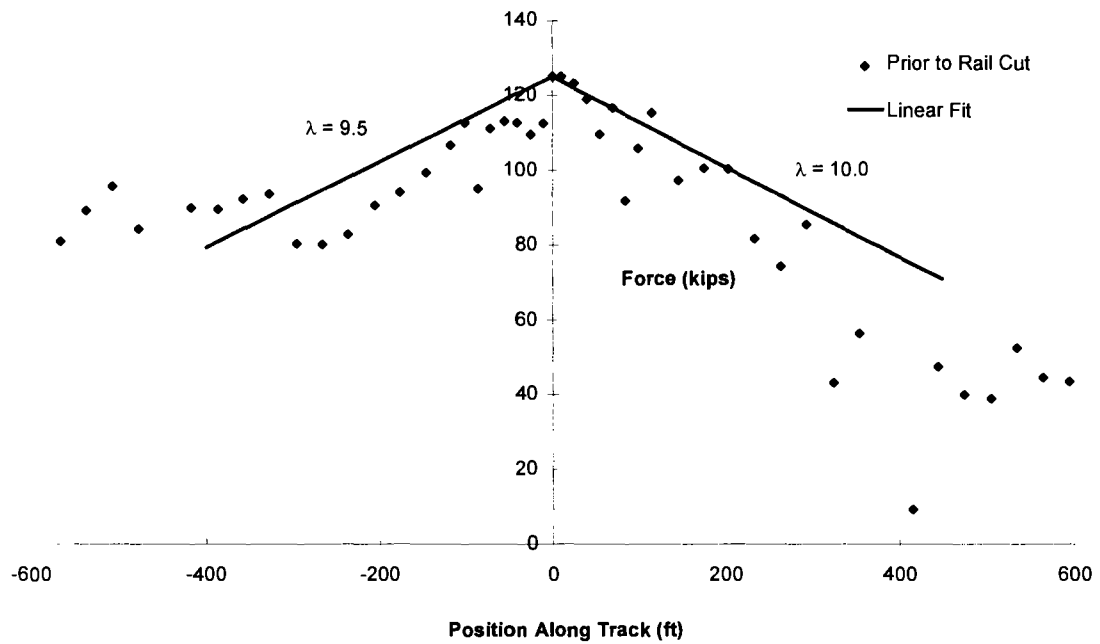 140
120
100
80
60
40
20
0
-600
-400
-200
0
200
400
600
λ = 9.5
λ = 10.0
Prior to Rail Cut
Linear Fit
Force (kips)
Position Along Track (ft)